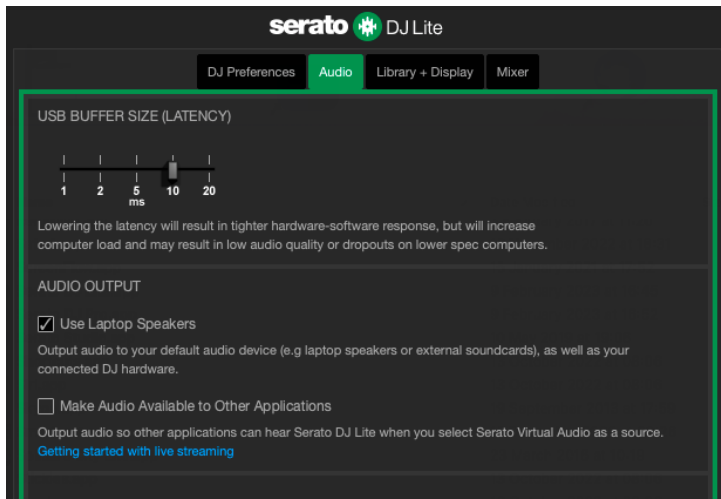 serato DJ Lite
DJ Preferences Audio Library + Display Mixer
USB BUFFER SIZE (LATENCY)
1 2 5 10 20
ms
Lowering the latency will result in tighter hardware-software response, but will increase
computer load and may result in low audio quality or dropouts on lower spec computers.
AUDIO OUTPUT
Use Laptop Speakers
Output audio to your default audio device (e.g laptop speakers or external soundcards), as well as your
connected DJ hardware.
Make Audio Available to Other Applications
Output audio so other applications can hear Serato DJ Lite when you select Serato Virtual Audio as a source.
Getting started with live streaming